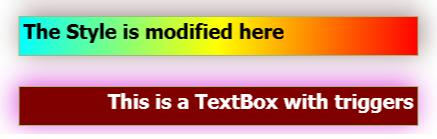 The Style is modified here
This is a TextBox with triggers